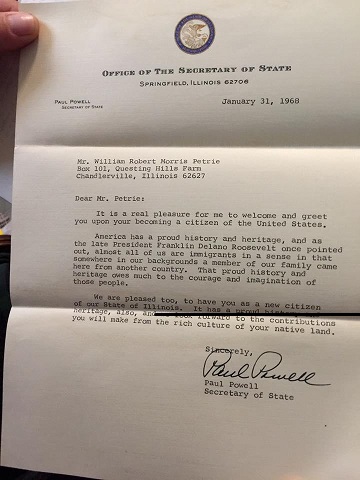 OFFICE OF THE SECRETARY OF STATE
SPRINGFIELD, ILLINOIS 62706
PAUL POWELL
SECRETARY OF STATE
January 31, 1968
Mr. William Robert Morris Petrie
Box 101, Questing Hills Farm
Chandlerville, Illinois 62627
Dear Mr. Petrie:
It is a real pleasure for me to welcome and greet
you upon your becoming a citizen of the United States.
America has a proud history and heritage, and as
the late President Franklin Delano Roosevelt once pointed
out, almost all of us are immigrants in a sense in that
somewhere in our backgrounds a member of our family came
here from another country. That proud history and
heritage owes much to the courage and imagination of
those people.
We are pleased too, to have you as a new citizen
of our State of Illinois. It has a proud
heritage, also, and forward to the contributions
you will make from the rich culture of your native land.
Sincerely,
Paul Powell
Paul Powell
Secretary of State